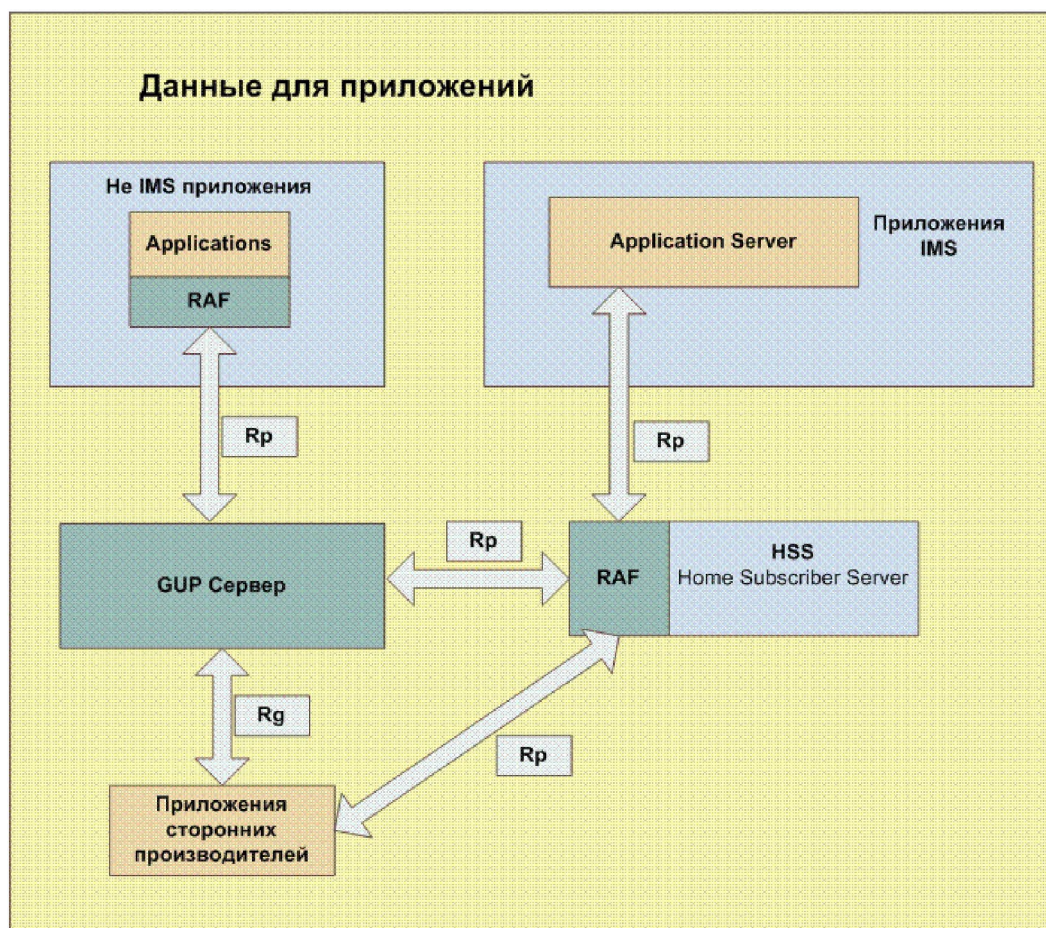 Данные для приложений
Не IMS приложения
Applications
RAF
Application Server
Приложения
IMS
Rp
Rp
GUP Сервер
Rp
RAF
HSS
Home Subscriber Server
Rg
Rp
Приложения
сторонних
производителей